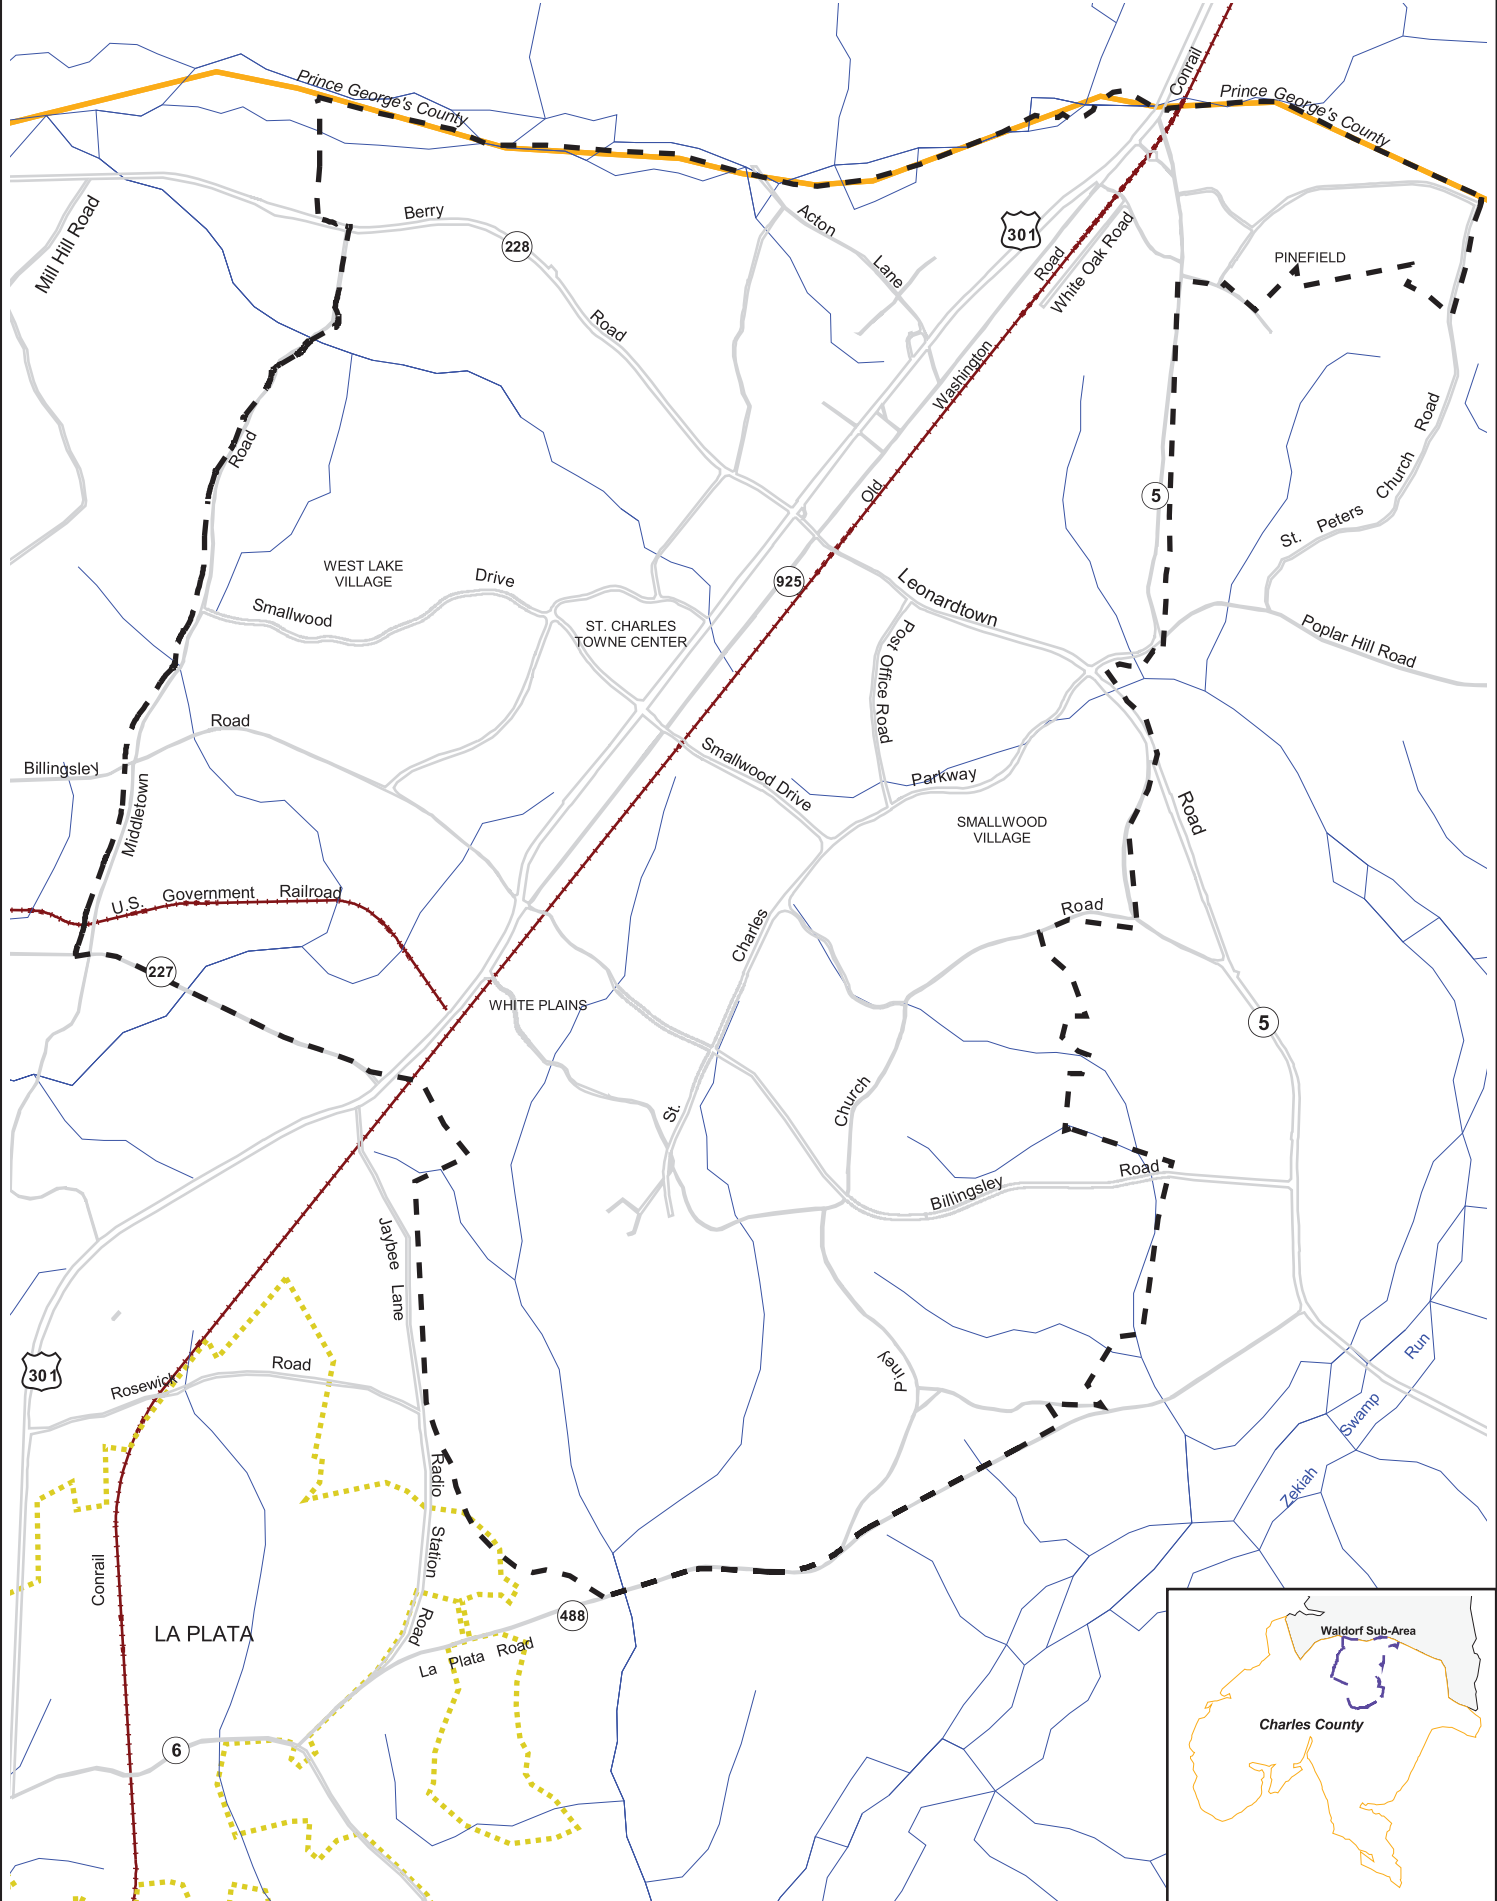 Conrail
Prince George's County
Prince George's County
Mill Hill Road
Berry
228
Road
Acton
Lane
301
Road
White Oak Road
PINEFIELD
Washington
Old
Road
5
Road
Church
Peters
St.
WEST LAKE
VILLAGE
Drive
Smallwood
ST. CHARLES
TOWNE CENTER
925
Leonardtown
Post Office Road
Poplar Hill Road
Road
Billingsley
Middletown
Smallwood Drive
Parkway
SMALLWOOD
VILLAGE
Road
U.S. Government Railroad
Road
Charles
227
WHITE PLAINS
5
St.
Church
Road
Billingsley
Jaybee Lane
301
Rosewick
Road
Piney
Run
Swamp
Zekiah
Radio Station Road
Conrail
LA PLATA
488
La Plata Road
6
Waldorf Sub-Area
Charles County